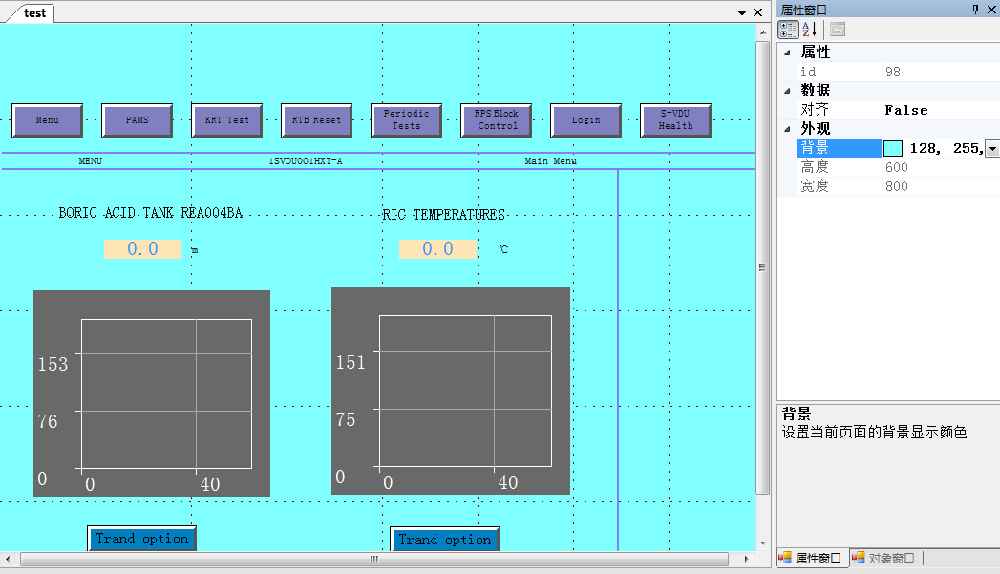 test
属性窗口
Menu
PAMS
KRT Test
RTB Reset
Periodic
Tests
RPS Block
Control
Login
S-VDU
Health
MENU
1SVDU001HXT-A
Main Menu
BORIC ACID TANK REA004BA
RIC TEMPERATURES
0.0 m
0.0 ℃
153
76
0
0 40
151
75
0
0 40
Trand option
Trand option
属性
id 98
数据
对齐 False
外观
背景 128, 255,
高度 600
宽度 800
背景
设置当前页面的背景显示颜色
属性窗口
对象窗口